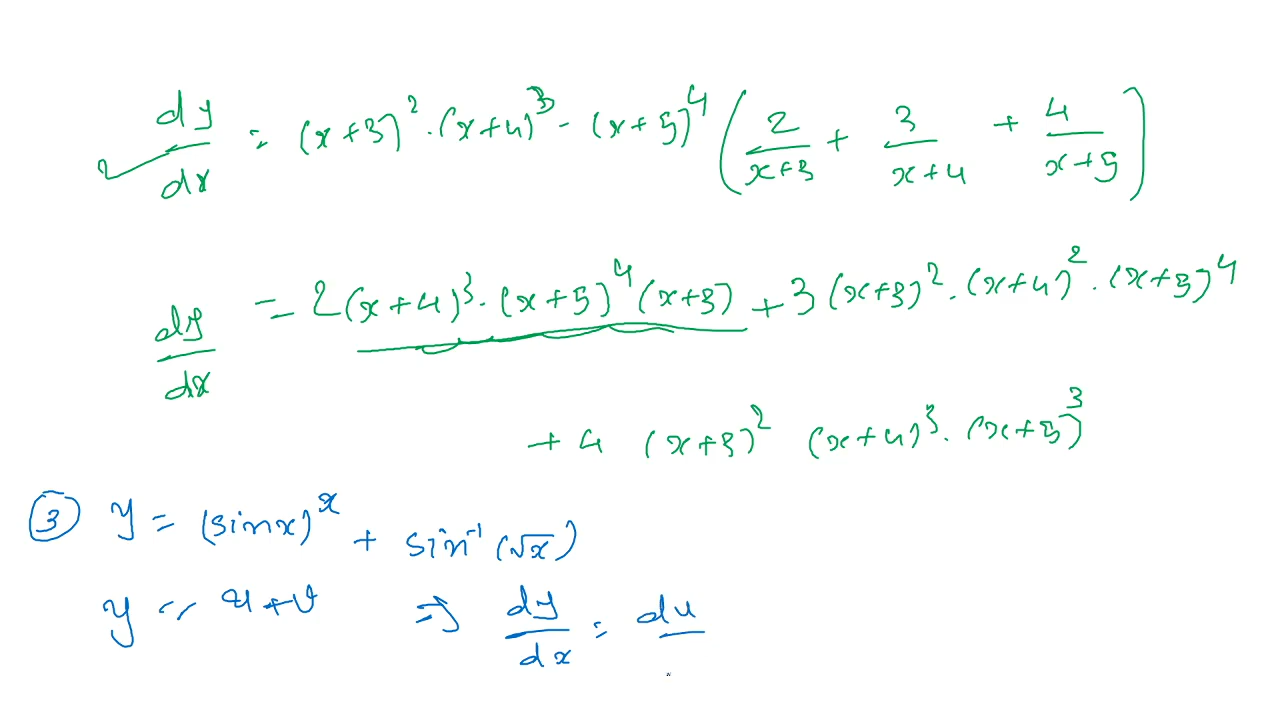 dy/dx = (x+3)² · (x+4)³ - (x+5)⁴ (2/(x+3) + 3/(x+4) + 4/(x+5))
dy/dx = 2(x+4)³ · (x+5)⁴ (x+3) + 3(x+3)² · (x+4)² · (x+5)⁴
+ 4 (x+3)² (x+4)³ · (x+5)³
③ y = (sinx)ˣ + sin⁻¹(√x)
y = u+v ⇒ dy/dx = du